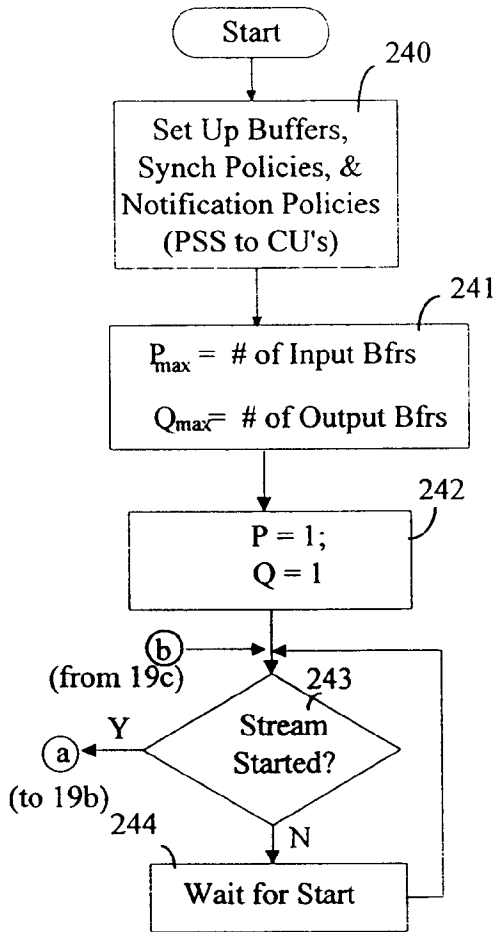 Start
240
Set Up Buffers,
Synch Policies, &
Notification Policies
(PSS to CU's)
241
Pmax = # of Input Bfrs
Qmax= # of Output Bfrs
242
P = 1;
Q = 1
b
(from 19c)
243
Stream
Started?
Y
a
(to 19b)
N
244
Wait for Start